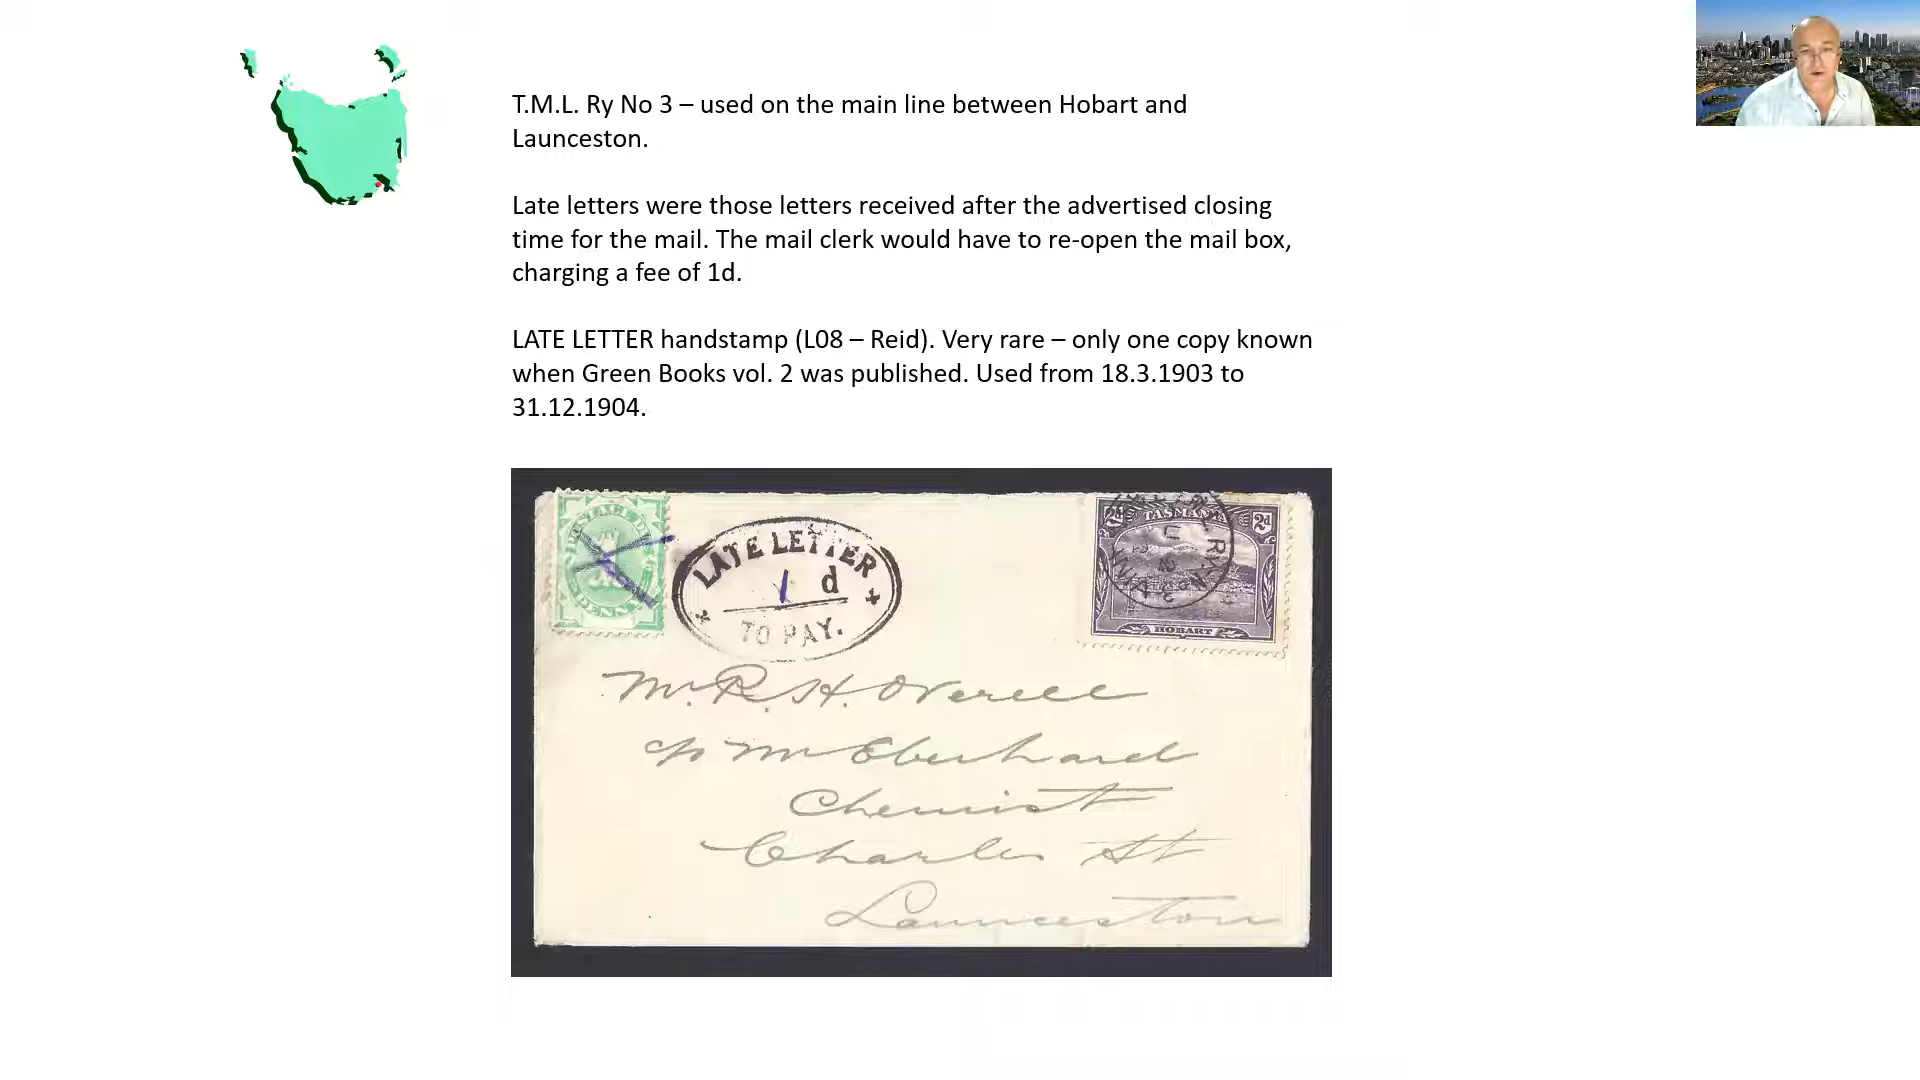 T.M.L. Ry No 3 – used on the main line between Hobart and
Launceston.
Late letters were those letters received after the advertised closing
time for the mail. The mail clerk would have to re-open the mail box,
charging a fee of 1d.
LATE LETTER handstamp (L08 – Reid). Very rare – only one copy known
when Green Books vol. 2 was published. Used from 18.3.1903 to
31.12.1904.
LATE LETTER
1 d
TO PAY.
PENNY
2d TASMANIA 2d
HOBART
Mr. R. H. Overell
c/o Mr Eberhard
Chemist
Charles St
Launceston